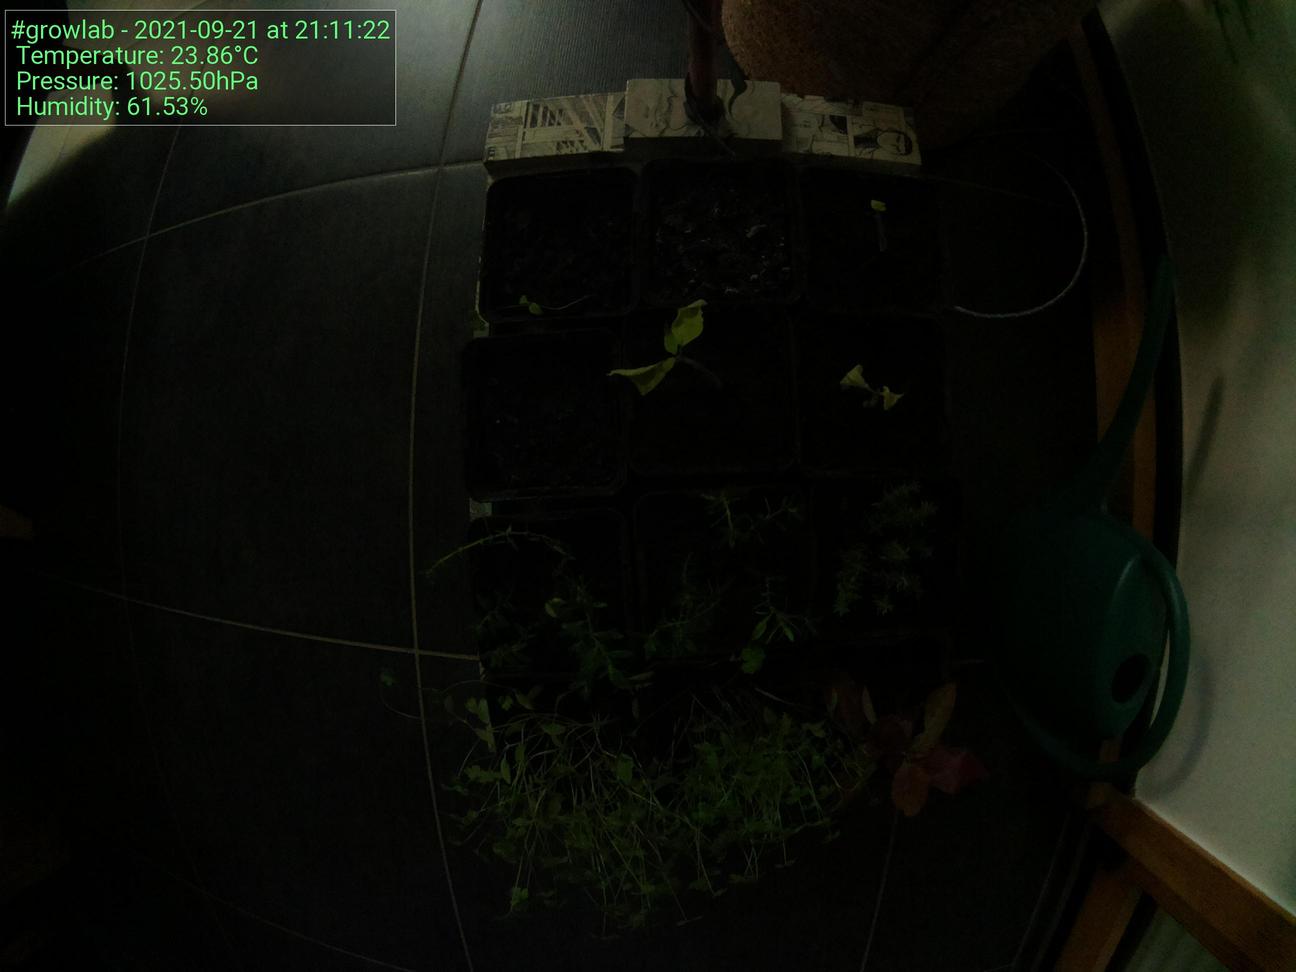 #growlab - 2021-09-21 at 21:11:22
Temperature: 23.86°C
Pressure: 1025.50hPa
Humidity: 61.53%